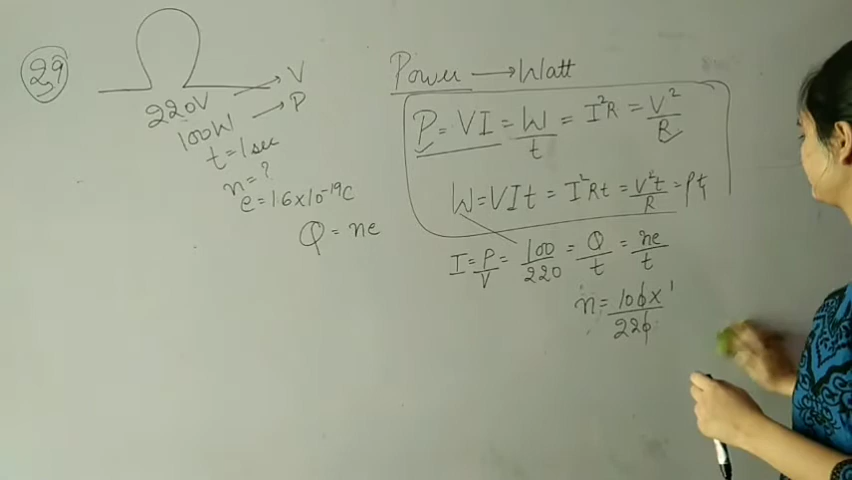 29
220V → V
100W → P
t = 1sec
n = ?
e = 1.6×10⁻¹⁹C
Q = ne
Power → Watt
P = VI = W/t = I²R = V²/R
W = VIt = I²Rt = V²t/R = Pt
I = P/V = 100/220 = Q/t = ne/t
n = 100×1/220